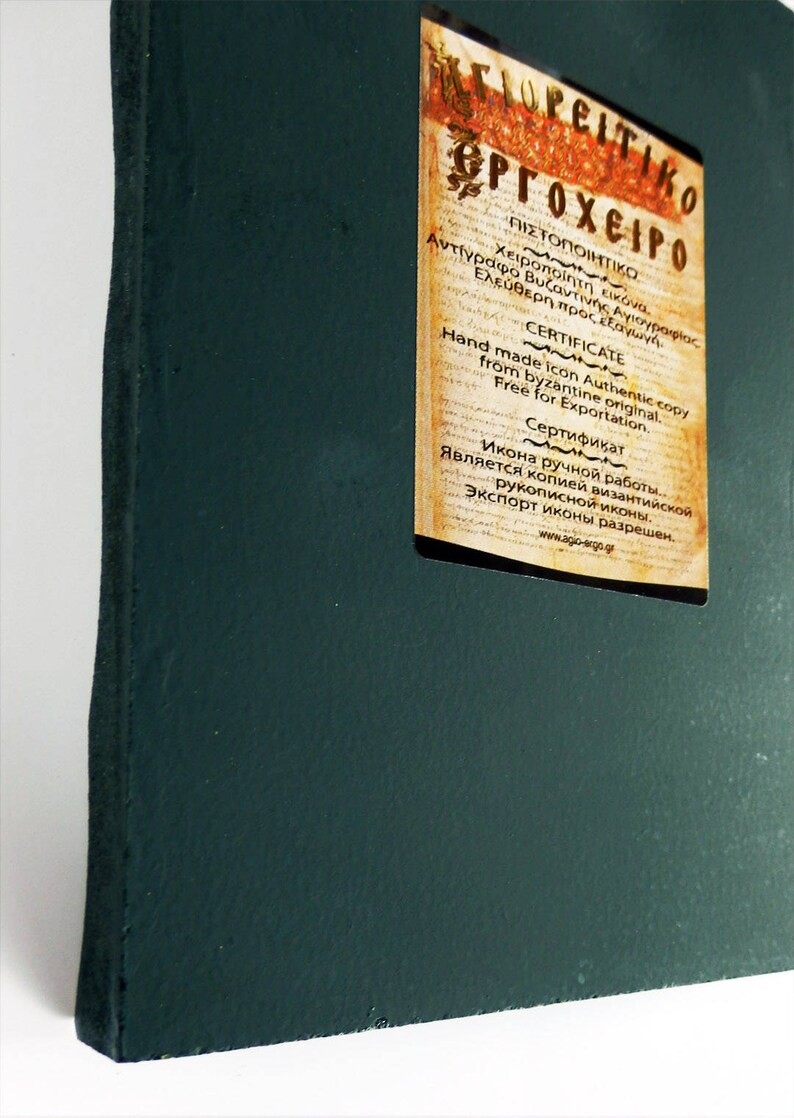 ΑΓΙΟΡΕΙΤΙΚΟ
ΕΡΓΟΧΕΙΡΟ
ΠΙΣΤΟΠΟΙΗΤΙΚΟ
Χειροποίητη εικόνα.
Αντίγραφο Βυζαντινής Αγιογραφίας.
Ελεύθερη προς εξαγωγή.
CERTIFICATE
Hand made icon Authentic copy
from byzantine original.
Free for Exportation.
Сертификат
Икона ручной работы..
Является копией византийской
рукописной иконы.
Экспорт иконы разрешен.
www.agio-ergo.gr